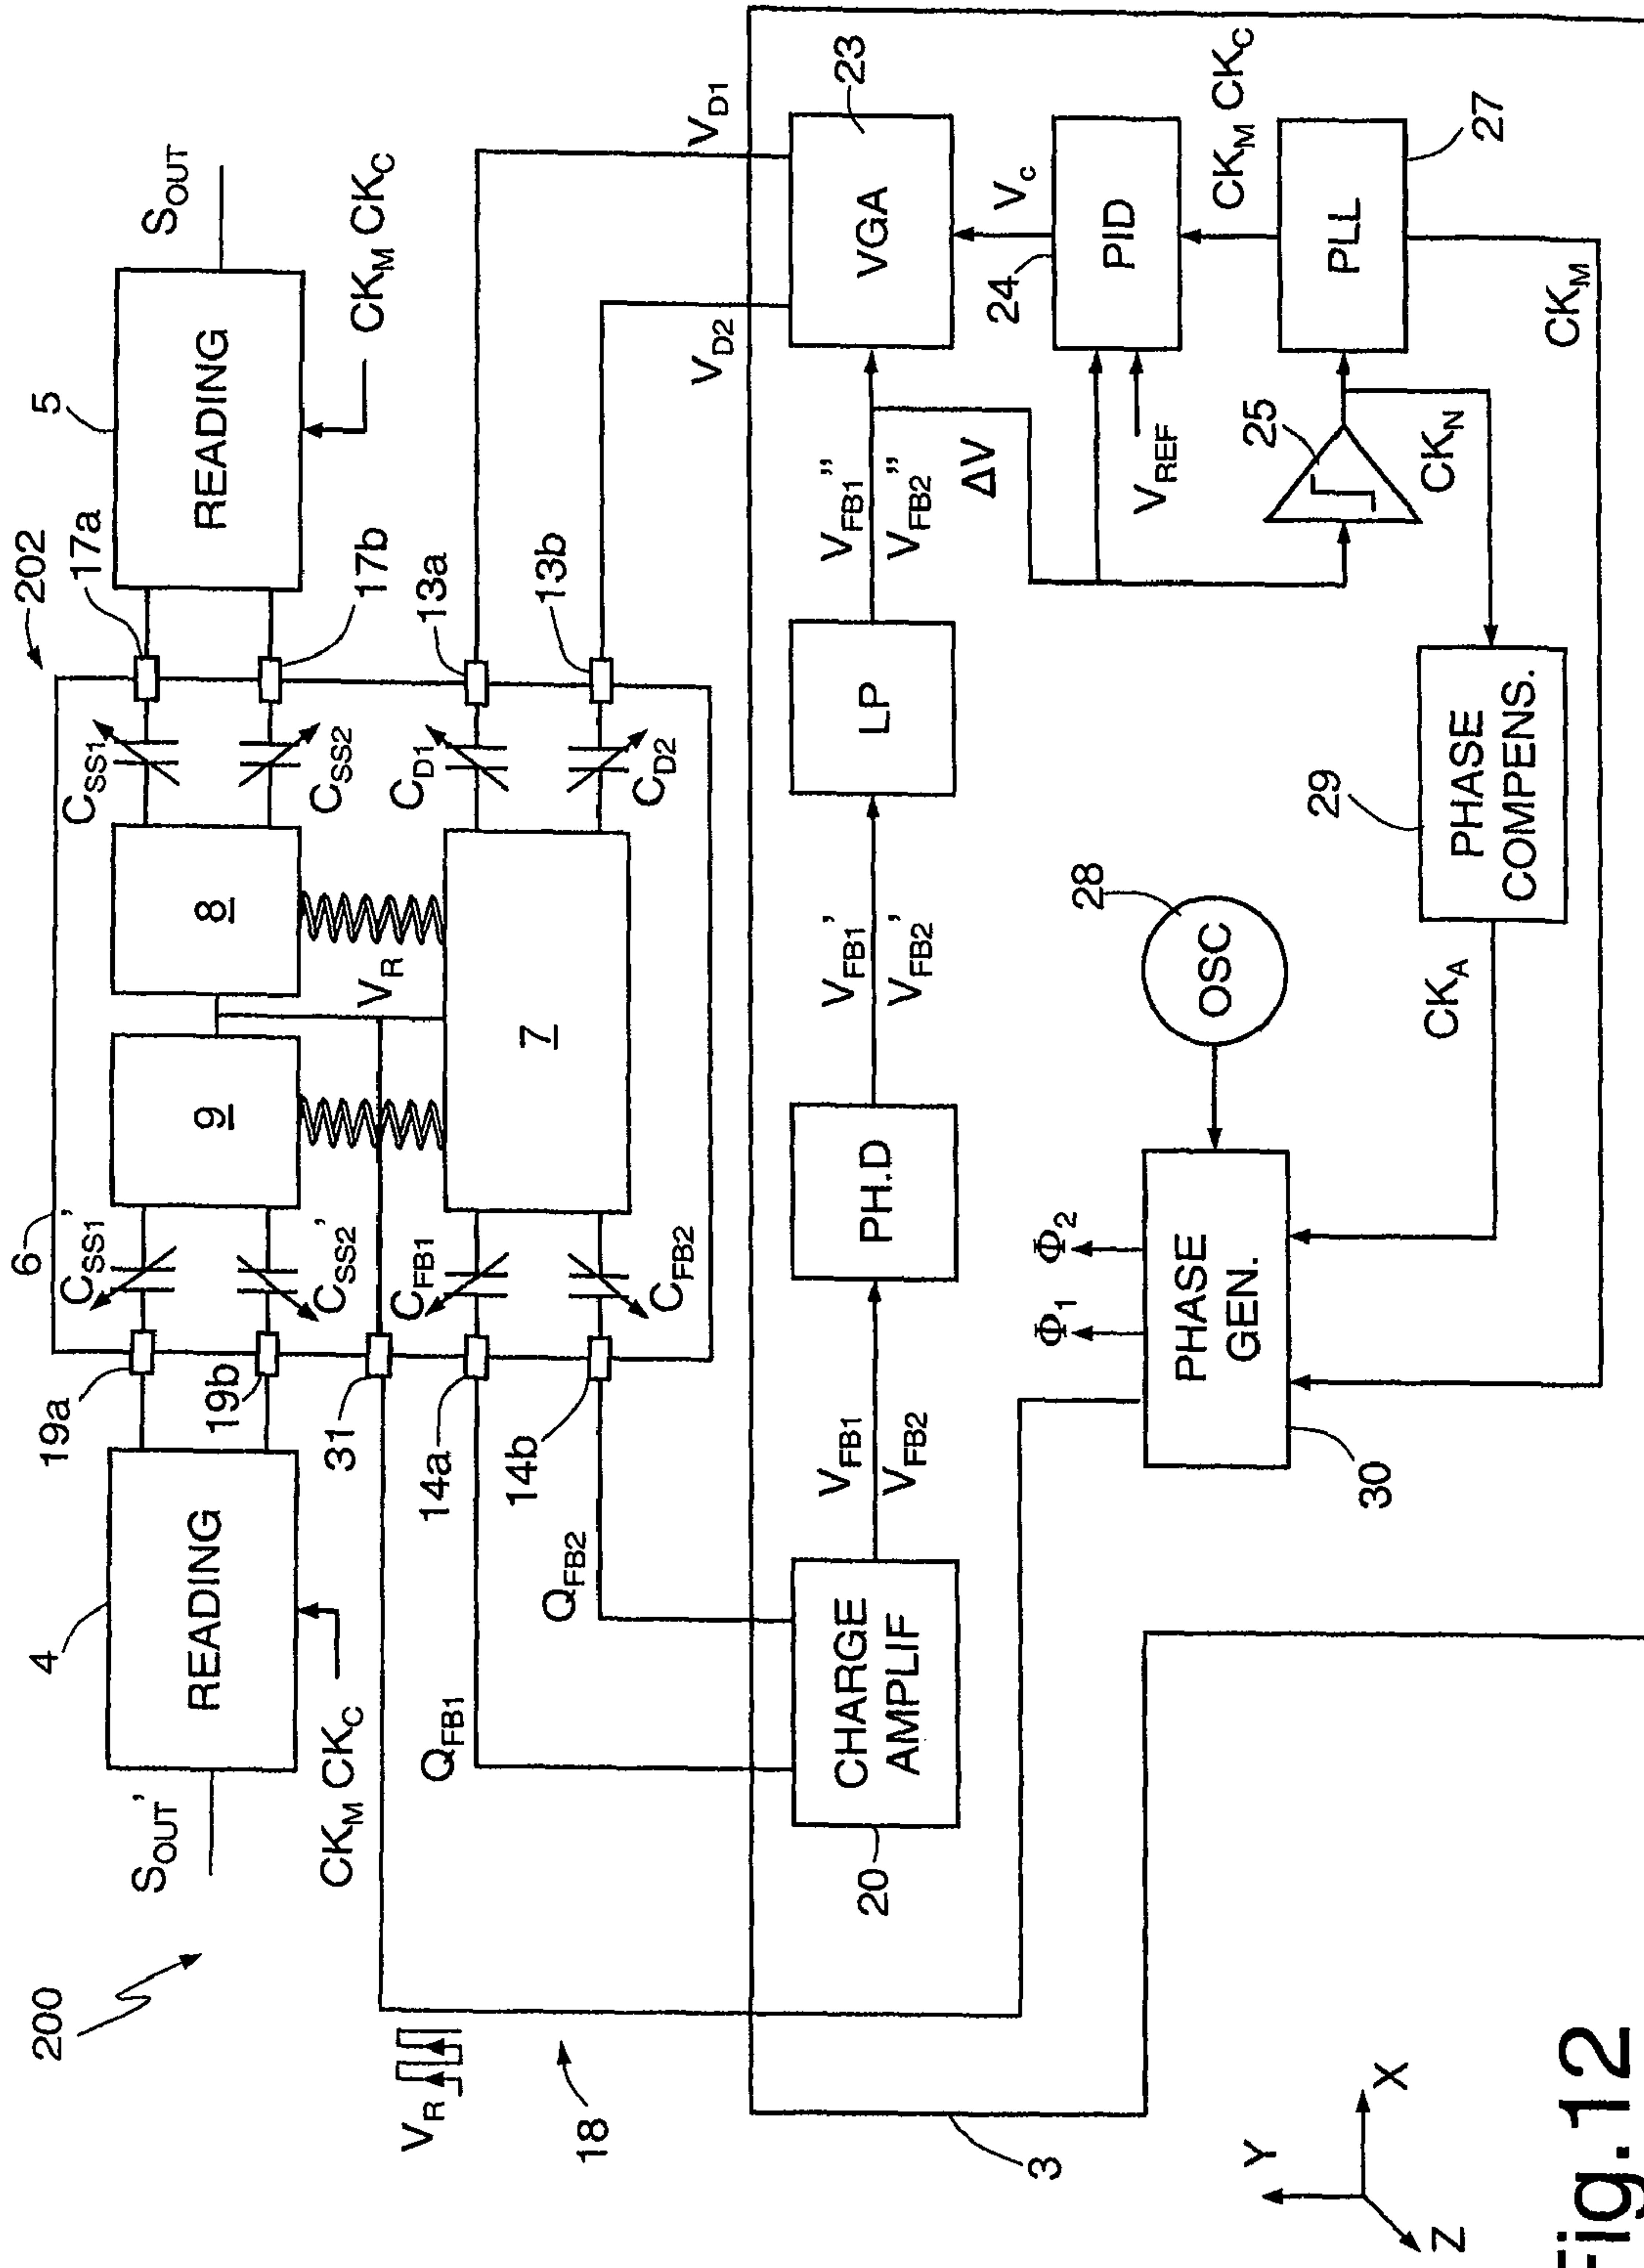 200
S_OUT'
4
READING
CK_M CK_C
19a
19b
6
C_SS1'
C_SS2'
9
8
V_R
C_SS1
C_SS2
202
17a
17b
5
READING
S_OUT
CK_M CK_C
V_R
18
31
14a
14b
Q_FB1
Q_FB2
C_FB1
C_FB2
7
C_D1
C_D2
13a
13b
V_D1
V_D2
3
20
CHARGE
AMPLIF
V_FB1
V_FB2
PH.D
V_FB1'
V_FB2'
LP
V_FB1"
V_FB2"
ΔV
VGA
23
V_c
24
PID
V_REF
CK_M CK_C
25
PLL
27
CK_N
CK_M
Φ1
Φ2
PHASE
GEN.
30
28
OSC
CK_A
29
PHASE
COMPENS.
Y
X
Z
Fig.12